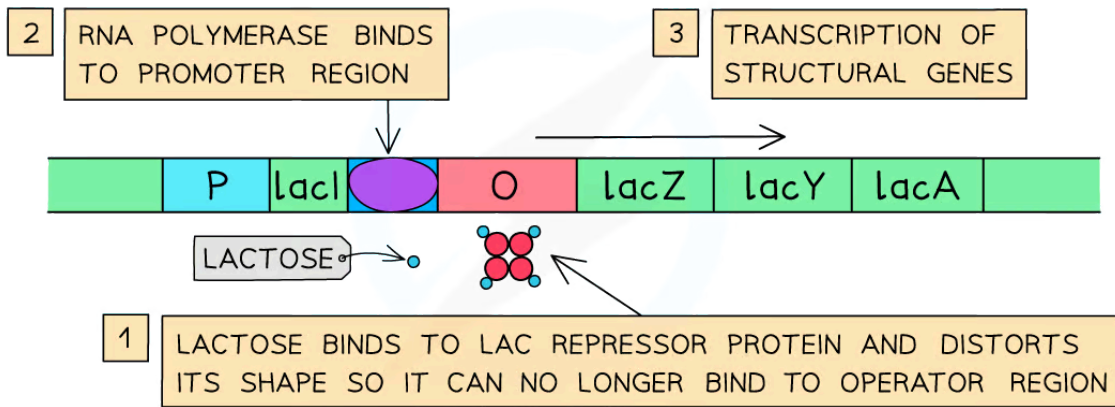 2
RNA POLYMERASE BINDS
TO PROMOTER REGION
3
TRANSCRIPTION OF
STRUCTURAL GENES
P
lacI
O
lacZ
lacY
lacA
LACTOSE
1
LACTOSE BINDS TO LAC REPRESSOR PROTEIN AND DISTORTS
ITS SHAPE SO IT CAN NO LONGER BIND TO OPERATOR REGION